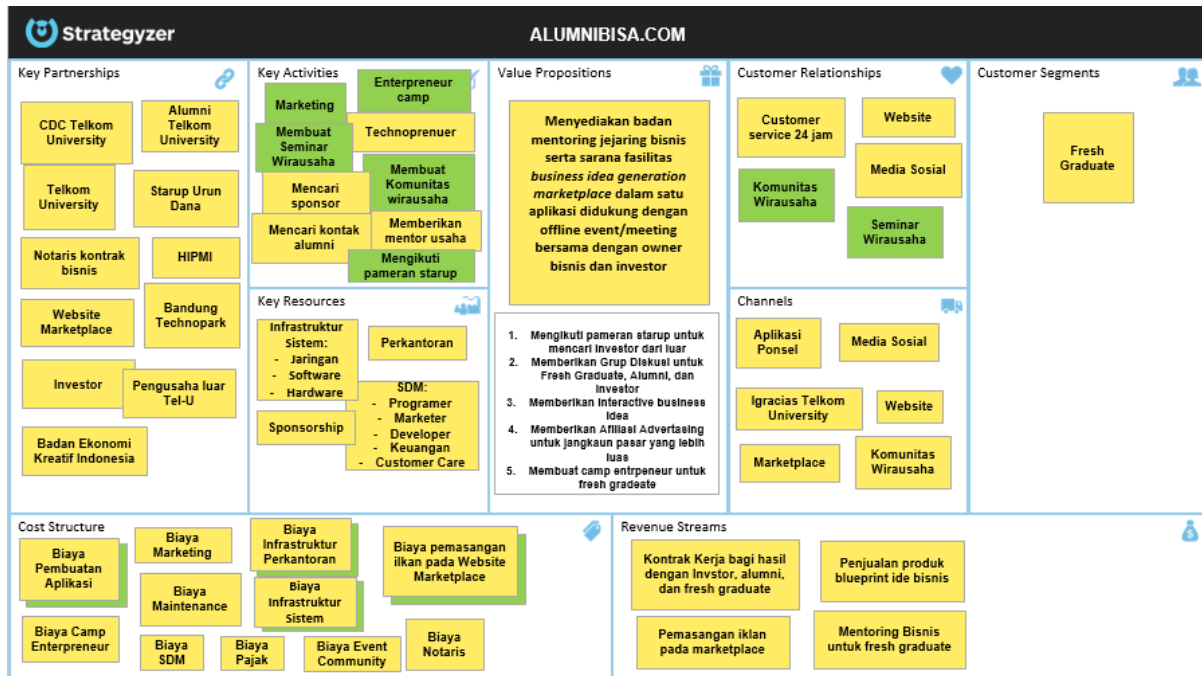 Strategyzer
ALUMNIBISA.COM
Key Partnerships
CDC Telkom
University
Alumni
Telkom
University
Telkom
University
Starup Urun
Dana
Notaris kontrak
bisnis
HIPMI
Website
Marketplace
Bandung
Technopark
Investor
Pengusaha luar
Tel-U
Badan Ekonomi
Kreatif Indonesia
Key Activities
Enterpreneur
camp
Marketing
Membuat
Seminar
Wirausaha
Technoprenuer
Membuat
Komunitas
wirausaha
Mencari
sponsor
Mencari kontak
alumni
Memberikan
mentor usaha
Mengikuti
pameran starup
Key Resources
Infrastruktur
Sistem:
- Jaringan
- Software
- Hardware
Perkantoran
Sponsorship
SDM:
- Programer
- Marketer
- Developer
- Keuangan
- Customer Care
Value Propositions
Menyediakan badan
mentoring jejaring bisnis
serta sarana fasilitas
business idea generation
marketplace dalam satu
aplikasi didukung dengan
offline event/meeting
bersama dengan owner
bisnis dan investor
1. Mengikuti pameran starup untuk
mencari investor dari luar
2. Memberikan Grup Diskusi untuk
Fresh Graduate, Alumni, dan
Investor
3. Memberikan Interactive business
idea
4. Memberikan Afiliasi Advertasing
untuk jangkaun pasar yang lebih
luas
5. Membuat camp entrpeneur untuk
fresh gradeate
Customer Relationships
Customer
service 24 jam
Website
Media Sosial
Komunitas
Wirausaha
Seminar
Wirausaha
Channels
Aplikasi
Ponsel
Media Sosial
Igracias Telkom
University
Website
Marketplace
Komunitas
Wirausaha
Customer Segments
Fresh
Graduate
Cost Structure
Biaya
Pembuatan
Aplikasi
Biaya
Marketing
Biaya
Infrastruktur
Perkantoran
Biaya pemasangan
ilkan pada Website
Marketplace
Biaya
Maintenance
Biaya
Infrastruktur
Sistem
Biaya Camp
Enterpreneur
Biaya
SDM
Biaya
Pajak
Biaya Event
Community
Biaya
Notaris
Revenue Streams
Kontrak Kerja bagi hasil
dengan Invstor, alumni,
dan fresh graduate
Penjualan produk
blueprint ide bisnis
Pemasangan iklan
pada marketplace
Mentoring Bisnis
untuk fresh graduate